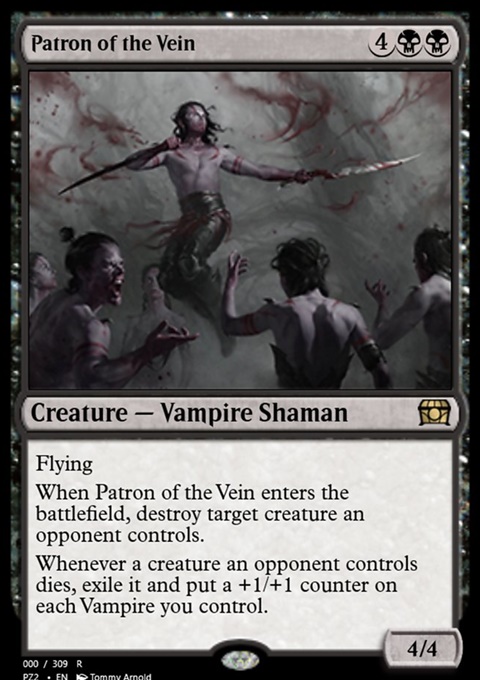 Patron of the Vein 4
Creature — Vampire Shaman
Flying
When Patron of the Vein enters the
battlefield, destroy target creature an
opponent controls.
Whenever a creature an opponent controls
dies, exile it and put a +1/+1 counter on
each Vampire you control.
4/4
000 / 309 R
PZ2 • EN Tommy Arnold